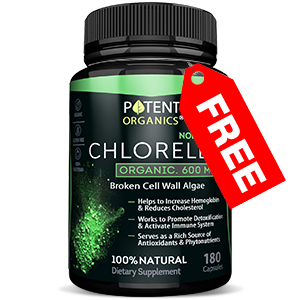 POTENT
ORGANICS®
CHLORELL
ORGANIC. 600 M
Broken Cell Wall Algae
- Helps to Increase Hemoglobin
& Reduces Cholesterol
- Works to Promote Detoxification
& Activate Immune System
- Serves as a Rich Source of
Antioxidants & Phytonutrients
100% NATURAL
Dietary Supplement
180
Capsules
FREE